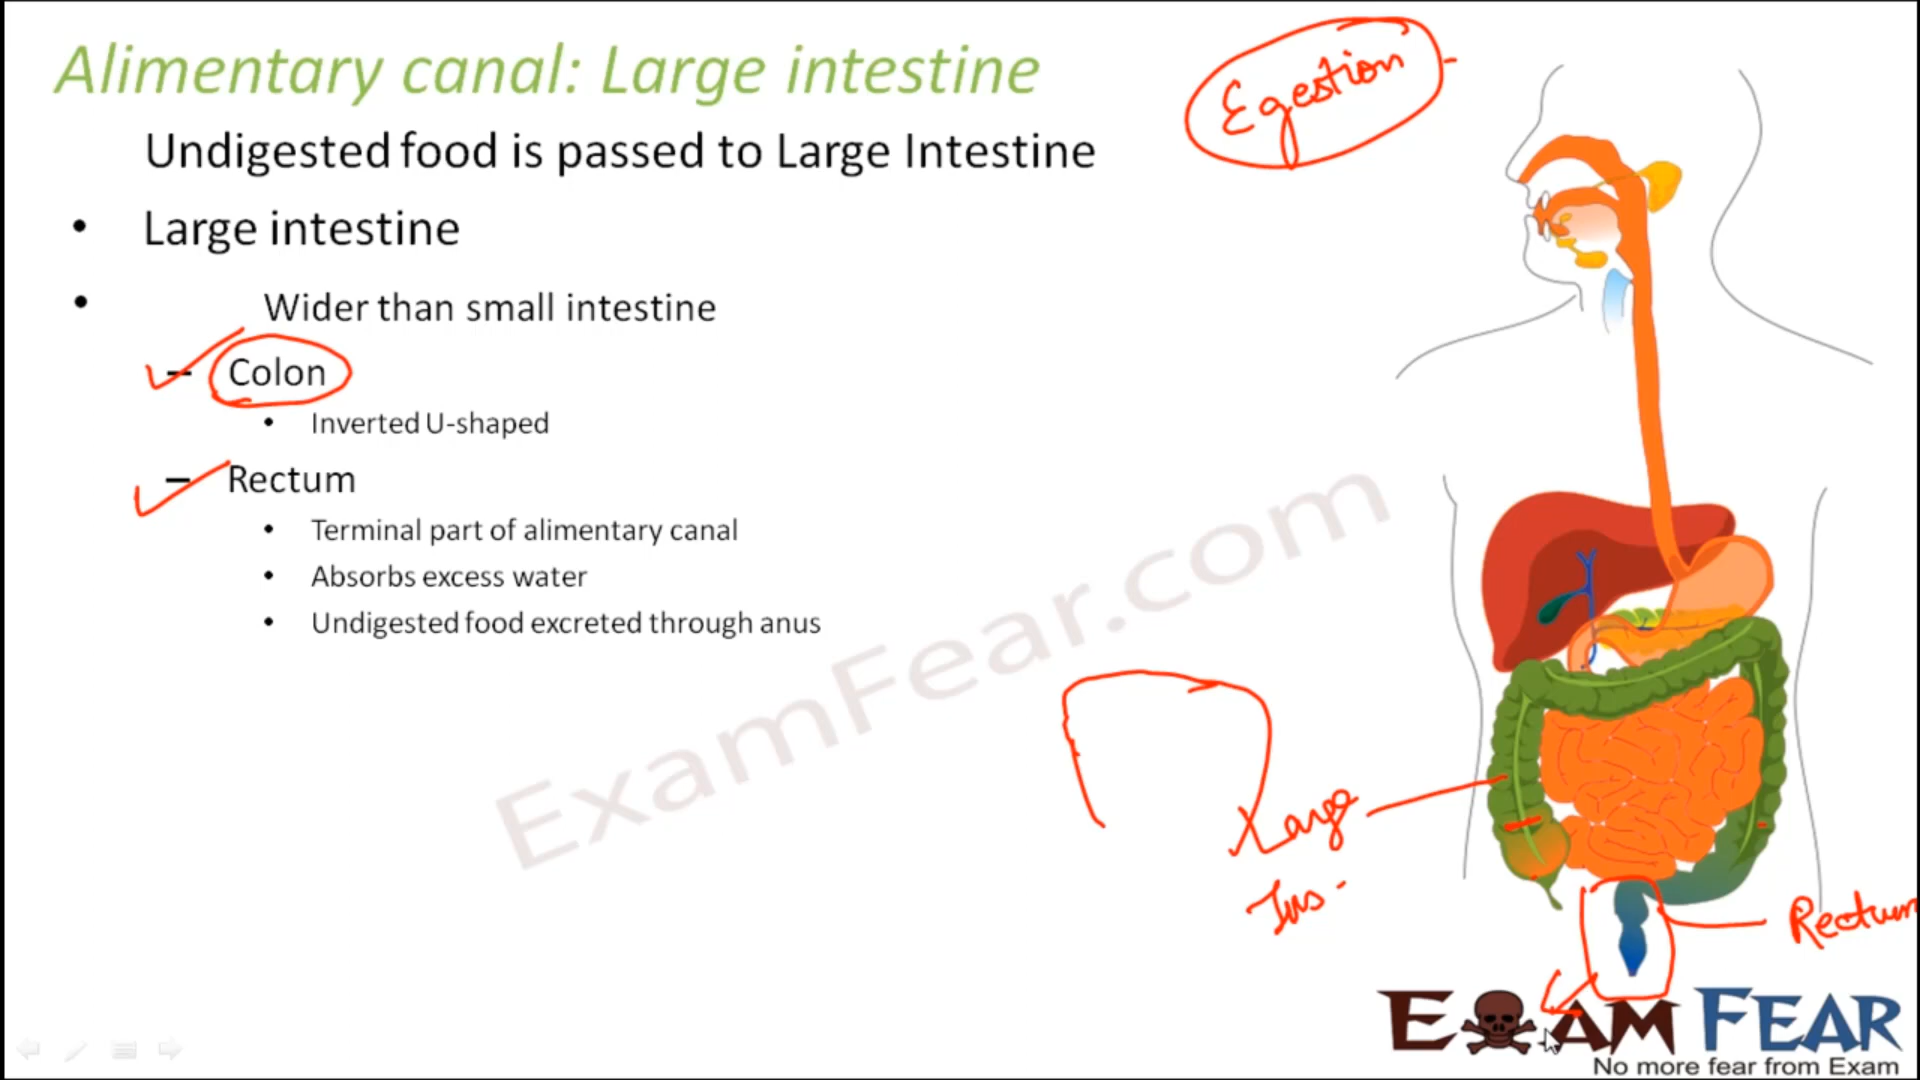 Alimentary canal: Large intestine
Egestion
Undigested food is passed to Large Intestine
• Large intestine
• Wider than small intestine
– Colon
• Inverted U-shaped
– Rectum
• Terminal part of alimentary canal
• Absorbs excess water
• Undigested food excreted through anus
ExamFear.com
Large
Ins
Rectum
EXAM FEAR
No more fear from Exam